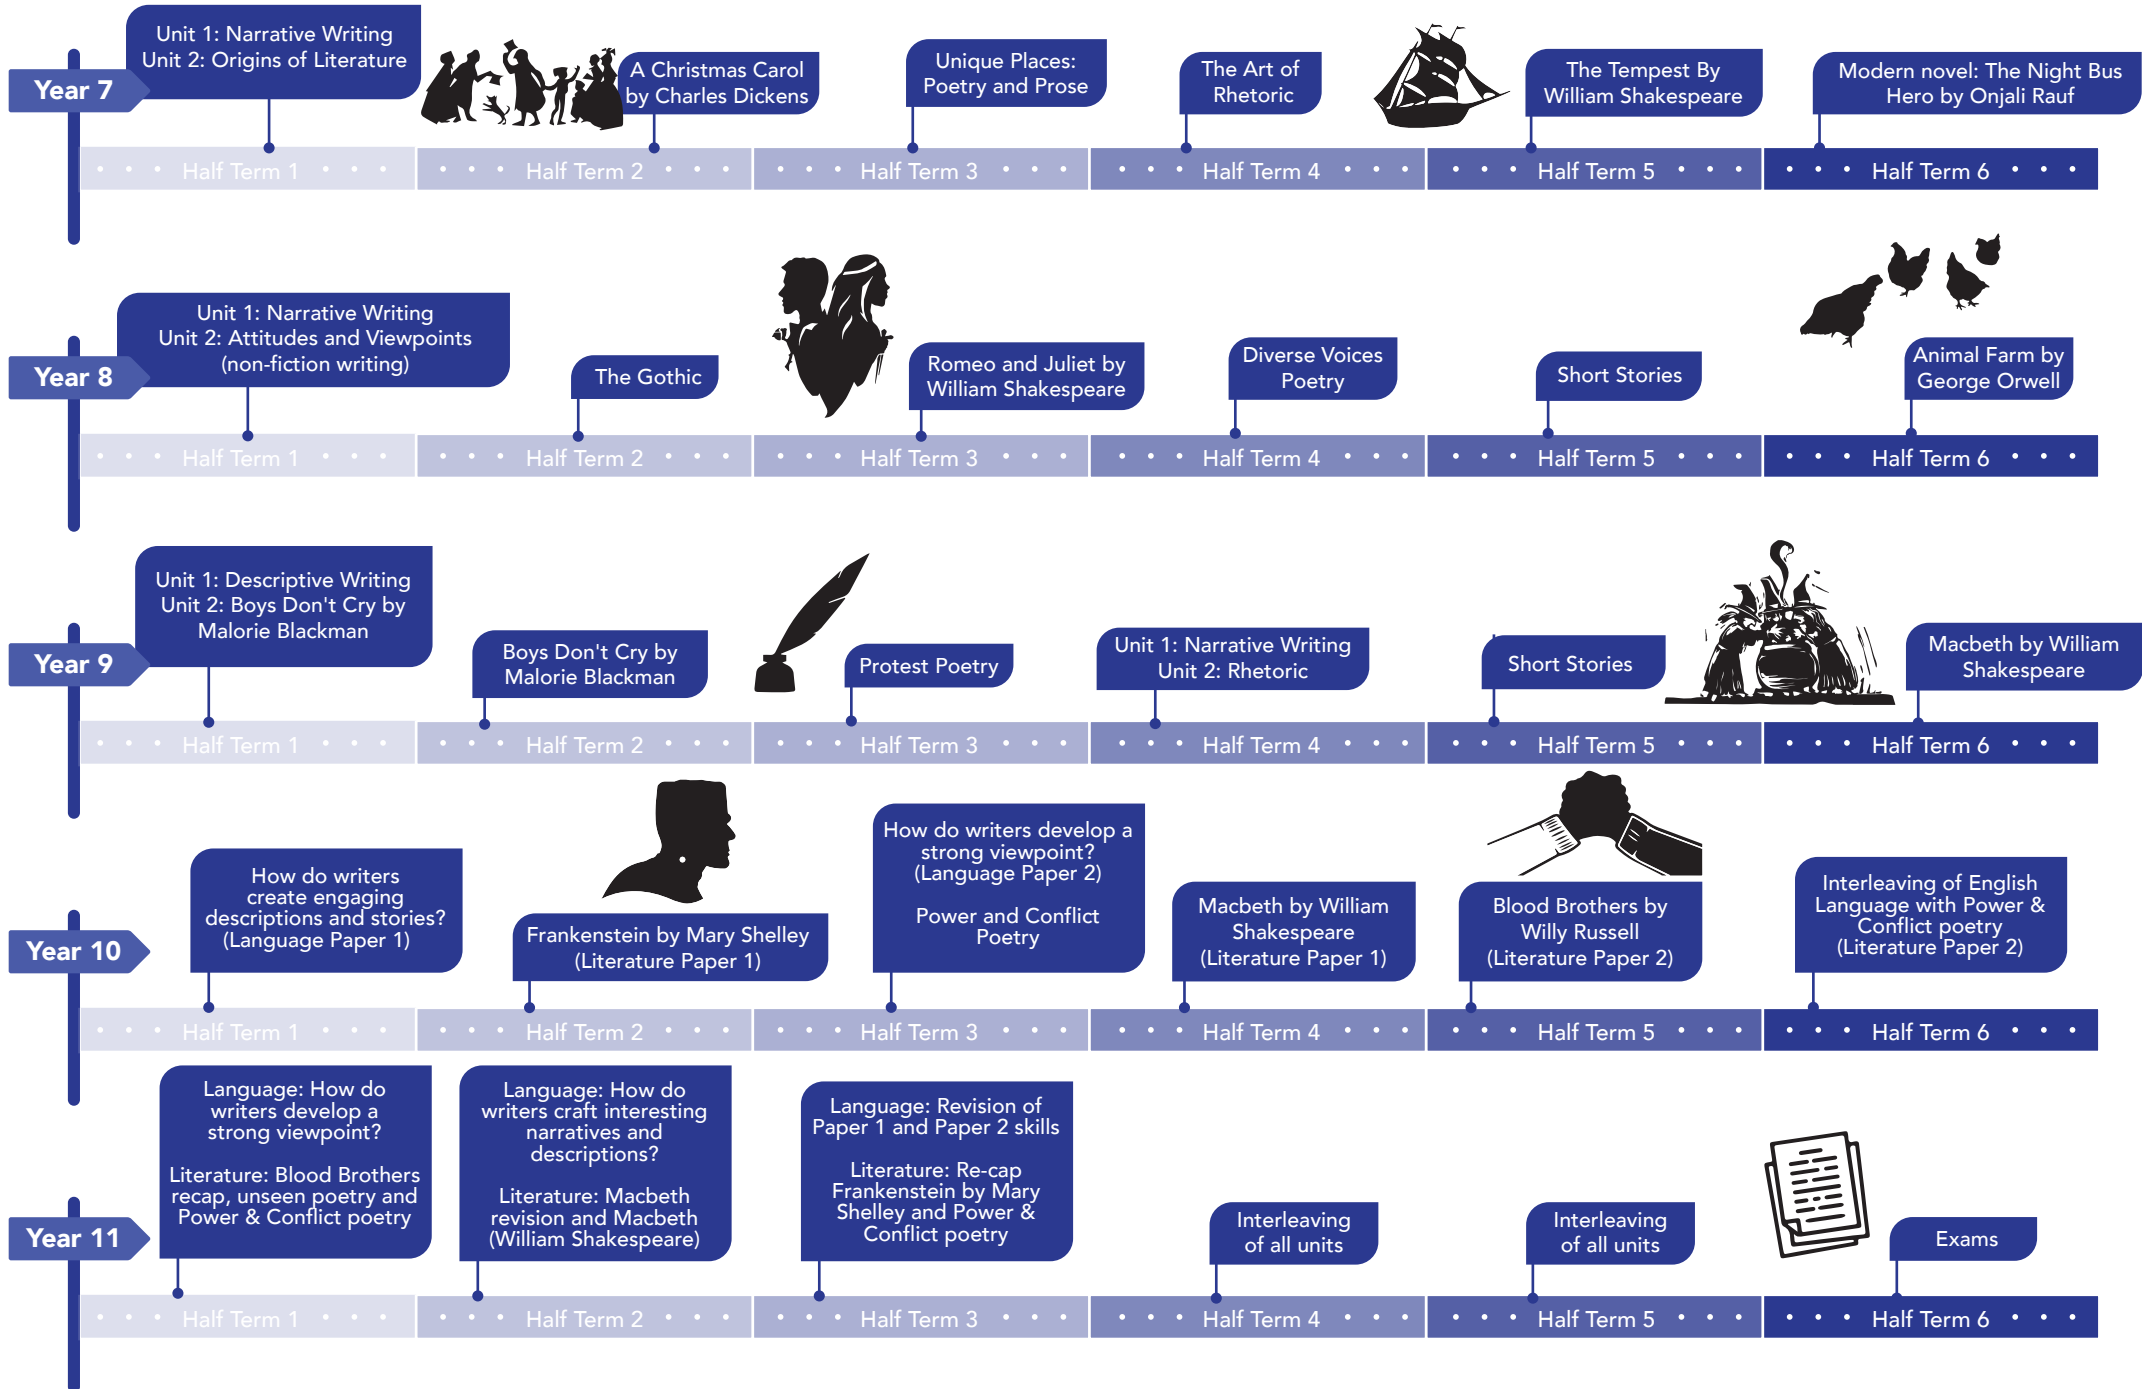 Year 7
Unit 1: Narrative Writing
Unit 2: Origins of Literature
A Christmas Carol
by Charles Dickens
Unique Places:
Poetry and Prose
The Art of
Rhetoric
The Tempest By
William Shakespeare
Modern novel: The Night Bus
Hero by Onjali Rauf
Half Term 1
Half Term 2
Half Term 3
Half Term 4
Half Term 5
Half Term 6
Year 8
Unit 1: Narrative Writing
Unit 2: Attitudes and Viewpoints
(non-fiction writing)
The Gothic
Romeo and Juliet by
William Shakespeare
Diverse Voices
Poetry
Short Stories
Animal Farm by
George Orwell
Half Term 1
Half Term 2
Half Term 3
Half Term 4
Half Term 5
Half Term 6
Year 9
Unit 1: Descriptive Writing
Unit 2: Boys Don't Cry by
Malorie Blackman
Boys Don't Cry by
Malorie Blackman
Protest Poetry
Unit 1: Narrative Writing
Unit 2: Rhetoric
Short Stories
Macbeth by William
Shakespeare
Half Term 1
Half Term 2
Half Term 3
Half Term 4
Half Term 5
Half Term 6
Year 10
How do writers
create engaging
descriptions and stories?
(Language Paper 1)
Frankenstein by Mary Shelley
(Literature Paper 1)
How do writers develop a
strong viewpoint?
(Language Paper 2)
Power and Conflict
Poetry
Macbeth by William
Shakespeare
(Literature Paper 1)
Blood Brothers by
Willy Russell
(Literature Paper 2)
Interleaving of English
Language with Power &
Conflict poetry
(Literature Paper 2)
Half Term 1
Half Term 2
Half Term 3
Half Term 4
Half Term 5
Half Term 6
Year 11
Language: How do
writers develop a
strong viewpoint?
Literature: Blood Brothers
recap, unseen poetry and
Power & Conflict poetry
Language: How do
writers craft interesting
narratives and
descriptions?
Literature: Macbeth
revision and Macbeth
(William Shakespeare)
Language: Revision of
Paper 1 and Paper 2 skills
Literature: Re-cap
Frankenstein by Mary
Shelley and Power &
Conflict poetry
Interleaving
of all units
Interleaving
of all units
Exams
Half Term 1
Half Term 2
Half Term 3
Half Term 4
Half Term 5
Half Term 6